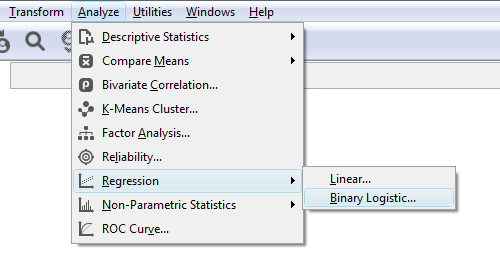 Transform Analyze Utilities Windows Help
Descriptive Statistics
Compare Means
Bivariate Correlation...
K-Means Cluster...
Factor Analysis...
Reliability...
Regression
Linear...
Binary Logistic...
Non-Parametric Statistics
ROC Curve...